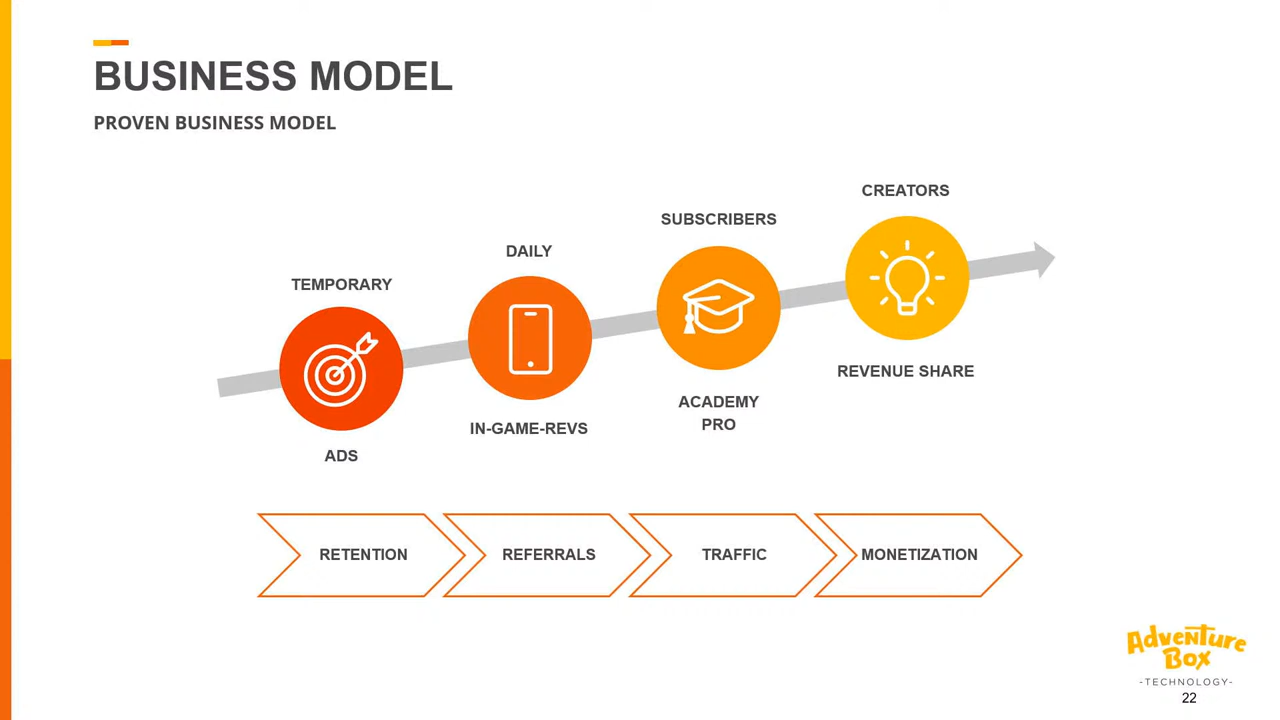 BUSINESS MODEL
PROVEN BUSINESS MODEL
TEMPORARY
ADS
DAILY
IN-GAME-REVS
SUBSCRIBERS
ACADEMY
PRO
CREATORS
REVENUE SHARE
RETENTION
REFERRALS
TRAFFIC
MONETIZATION
Adventure
Box
-TECHNOLOGY-
22